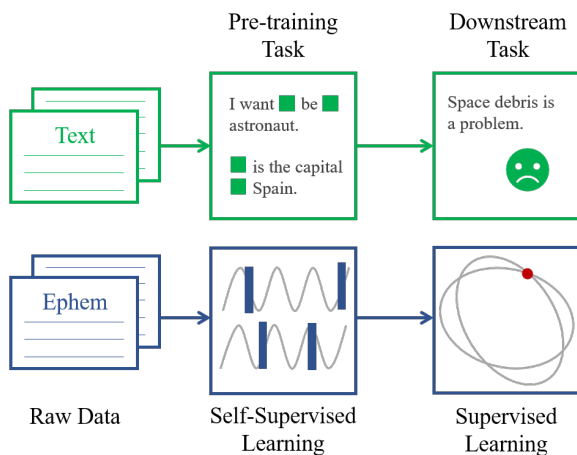 Pre-training
Task
Downstream
Task
Text
I want be
astronaut.
is the capital
Spain.
Space debris is
a problem.
Ephem
Raw Data
Self-Supervised
Learning
Supervised
Learning